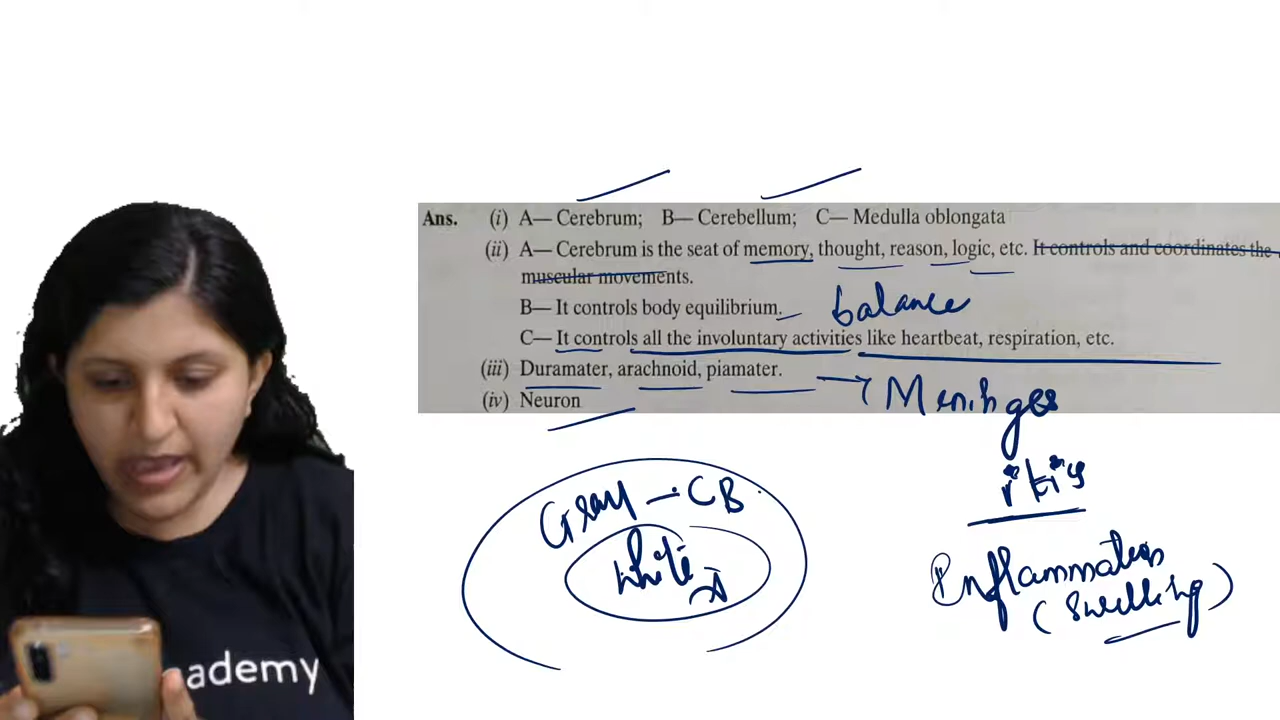 Ans. (i) A— Cerebrum; B— Cerebellum; C— Medulla oblongata
(ii) A— Cerebrum is the seat of memory, thought, reason, logic, etc. It controls and coordinates the
muscular movements.
B— It controls body equilibrium. balance
C— It controls all the involuntary activities like heartbeat, respiration, etc.
(iii) Duramater, arachnoid, piamater. → Meninges
(iv) Neuron
itis
Gray — CB
White
Inflammation
(Swelling)
academy